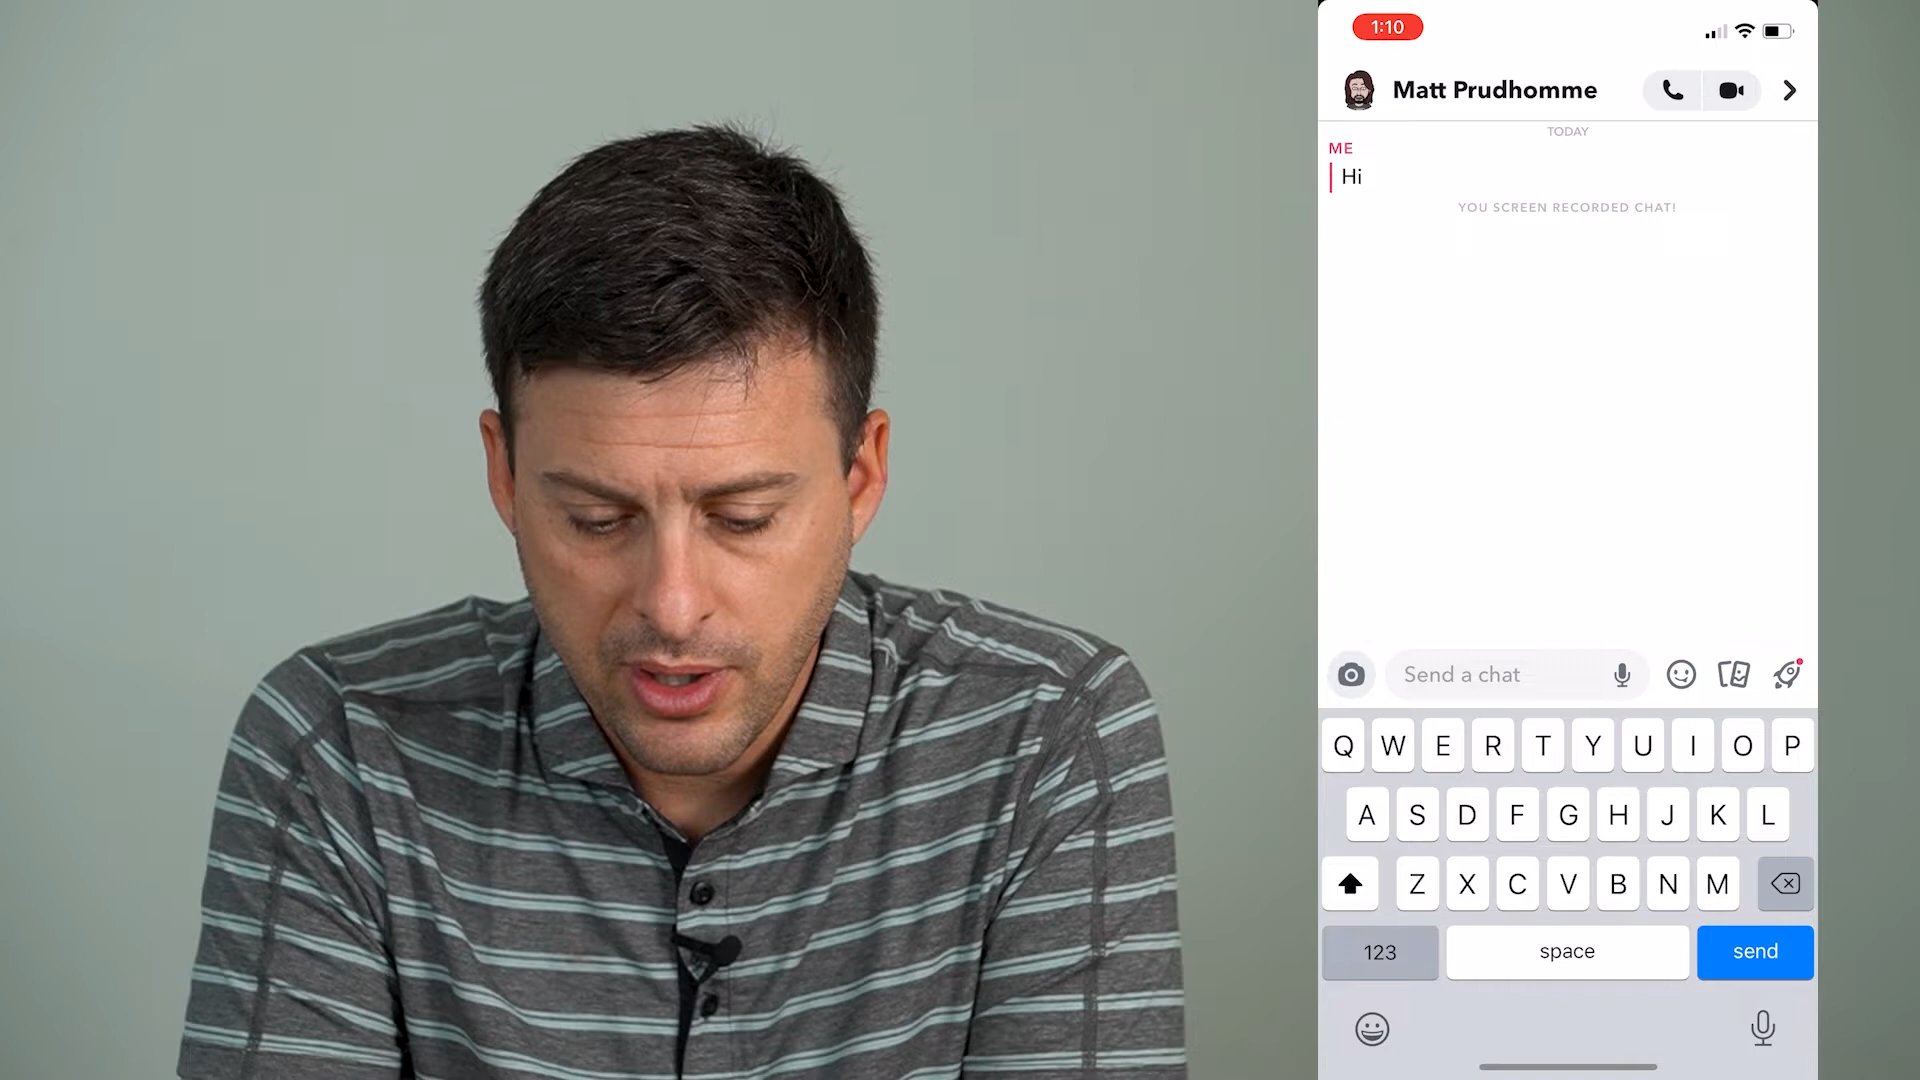 1:10
Matt Prudhomme
TODAY
ME
Hi
YOU SCREEN RECORDED CHAT!
Send a chat
Q W E R T Y U I O P
A S D F G H J K L
Z X C V B N M
123 space send